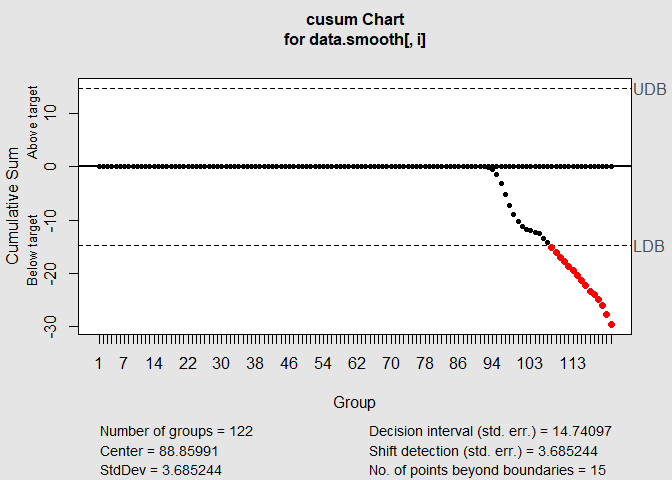 cusum Chart
for data.smooth[, i]
UDB
LDB
Cumulative Sum
Above target
Below target
10
0
-10
-20
-30
1 7 14 22 30 38 46 54 62 70 78 86 94 103 113
Group
Number of groups = 122
Center = 88.85991
StdDev = 3.685244
Decision interval (std. err.) = 14.74097
Shift detection (std. err.) = 3.685244
No. of points beyond boundaries = 15